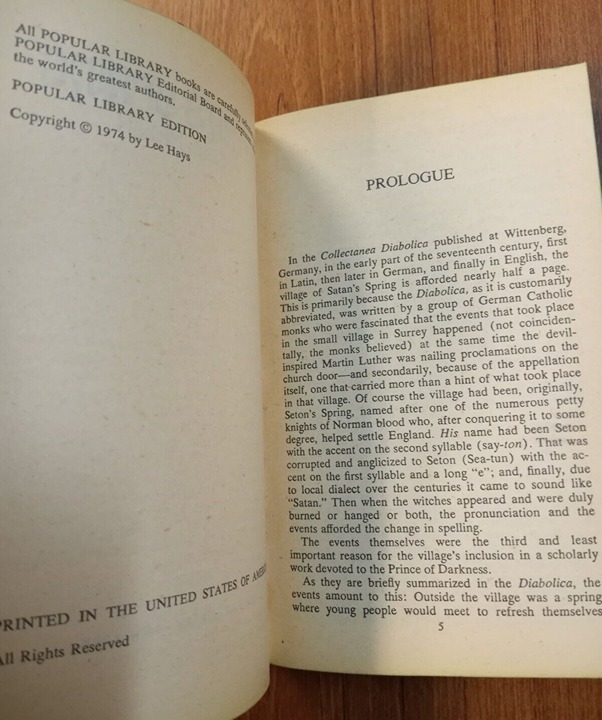 All POPULAR LIBRARY books are carefully
POPULAR LIBRARY Editorial Board and
the world's greatest authors.
POPULAR LIBRARY EDITION
Copyright © 1974 by Lee Hays
PRINTED IN THE UNITED STATES OF AMERICA
All Rights Reserved
PROLOGUE
In the Collectanea Diabolica published at Wittenberg,
Germany, in the early part of the seventeenth century, first
in Latin, then later in German, and finally in English, the
village of Satan's Spring is afforded nearly half a page.
This is primarily because the Diabolica, as it is customarily
abbreviated, was written by a group of German Catholic
monks who were fascinated that the events that took place
in the small village in Surrey happened (not coinciden-
tally, the monks believed) at the same time the devil-
inspired Martin Luther was nailing proclamations on the
church door—and secondarily, because of the appellation
itself, one that carried more than a hint of what took place
in that village. Of course the village had been, originally,
Seton's Spring, named after one of the numerous petty
knights of Norman blood who, after conquering it to some
degree, helped settle England. His name had been Seton
with the accent on the second syllable (say-ton). That was
corrupted and anglicized to Seton (Sea-tun) with the ac-
cent on the first syllable and a long "e"; and, finally, due
to local dialect over the centuries it came to sound like
"Satan." Then when the witches appeared and were duly
burned or hanged or both, the pronunciation and the
events afforded the change in spelling.
The events themselves were the third and least
important reason for the village's inclusion in a scholarly
work devoted to the Prince of Darkness.
As they are briefly summarized in the Diabolica, the
events amount to this: Outside the village was a spring
where young people would meet to refresh themselves
5